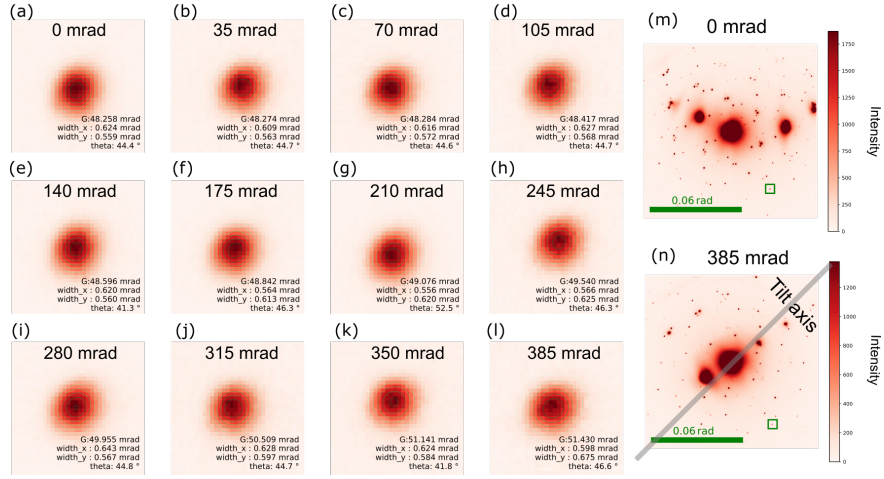 (a)
0 mrad
G:48.258 mrad
width_x : 0.624 mrad
width_y : 0.559 mrad
theta: 44.4 °
(b)
35 mrad
G:48.274 mrad
width_x : 0.609 mrad
width_y : 0.563 mrad
theta: 44.7 °
(c)
70 mrad
G:48.284 mrad
width_x : 0.616 mrad
width_y : 0.572 mrad
theta: 44.6 °
(d)
105 mrad
G:48.417 mrad
width_x : 0.627 mrad
width_y : 0.568 mrad
theta: 44.7 °
(e)
140 mrad
G:48.596 mrad
width_x : 0.620 mrad
width_y : 0.560 mrad
theta: 41.3 °
(f)
175 mrad
G:48.842 mrad
width_x : 0.564 mrad
width_y : 0.613 mrad
theta: 46.3 °
(g)
210 mrad
G:49.076 mrad
width_x : 0.556 mrad
width_y : 0.620 mrad
theta: 52.5 °
(h)
245 mrad
G:49.540 mrad
width_x : 0.566 mrad
width_y : 0.625 mrad
theta: 46.3 °
(i)
280 mrad
G:49.955 mrad
width_x : 0.643 mrad
width_y : 0.567 mrad
theta: 44.8 °
(j)
315 mrad
G:50.509 mrad
width_x : 0.628 mrad
width_y : 0.597 mrad
theta: 44.7 °
(k)
350 mrad
G:51.141 mrad
width_x : 0.624 mrad
width_y : 0.584 mrad
theta: 41.8 °
(l)
385 mrad
G:51.430 mrad
width_x : 0.598 mrad
width_y : 0.675 mrad
theta: 46.6 °
(m)
0 mrad
0.06 rad
1750
1500
1250
1000
750
500
250
0
Intensity
(n)
385 mrad
Tilt axis
0.06 rad
1200
1000
800
600
400
200
0
Intensity